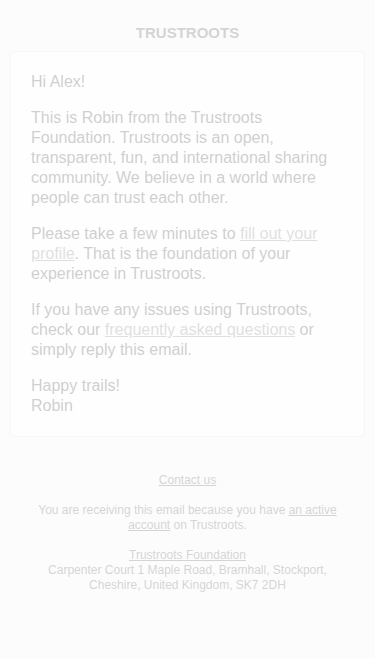 TRUSTROOTS
Hi Alex!
This is Robin from the Trustroots
Foundation. Trustroots is an open,
transparent, fun, and international sharing
community. We believe in a world where
people can trust each other.
Please take a few minutes to fill out your
profile. That is the foundation of your
experience in Trustroots.
If you have any issues using Trustroots,
check our frequently asked questions or
simply reply this email.
Happy trails!
Robin
Contact us
You are receiving this email because you have an active
account on Trustroots.
Trustroots Foundation
Carpenter Court 1 Maple Road, Bramhall, Stockport,
Cheshire, United Kingdom, SK7 2DH